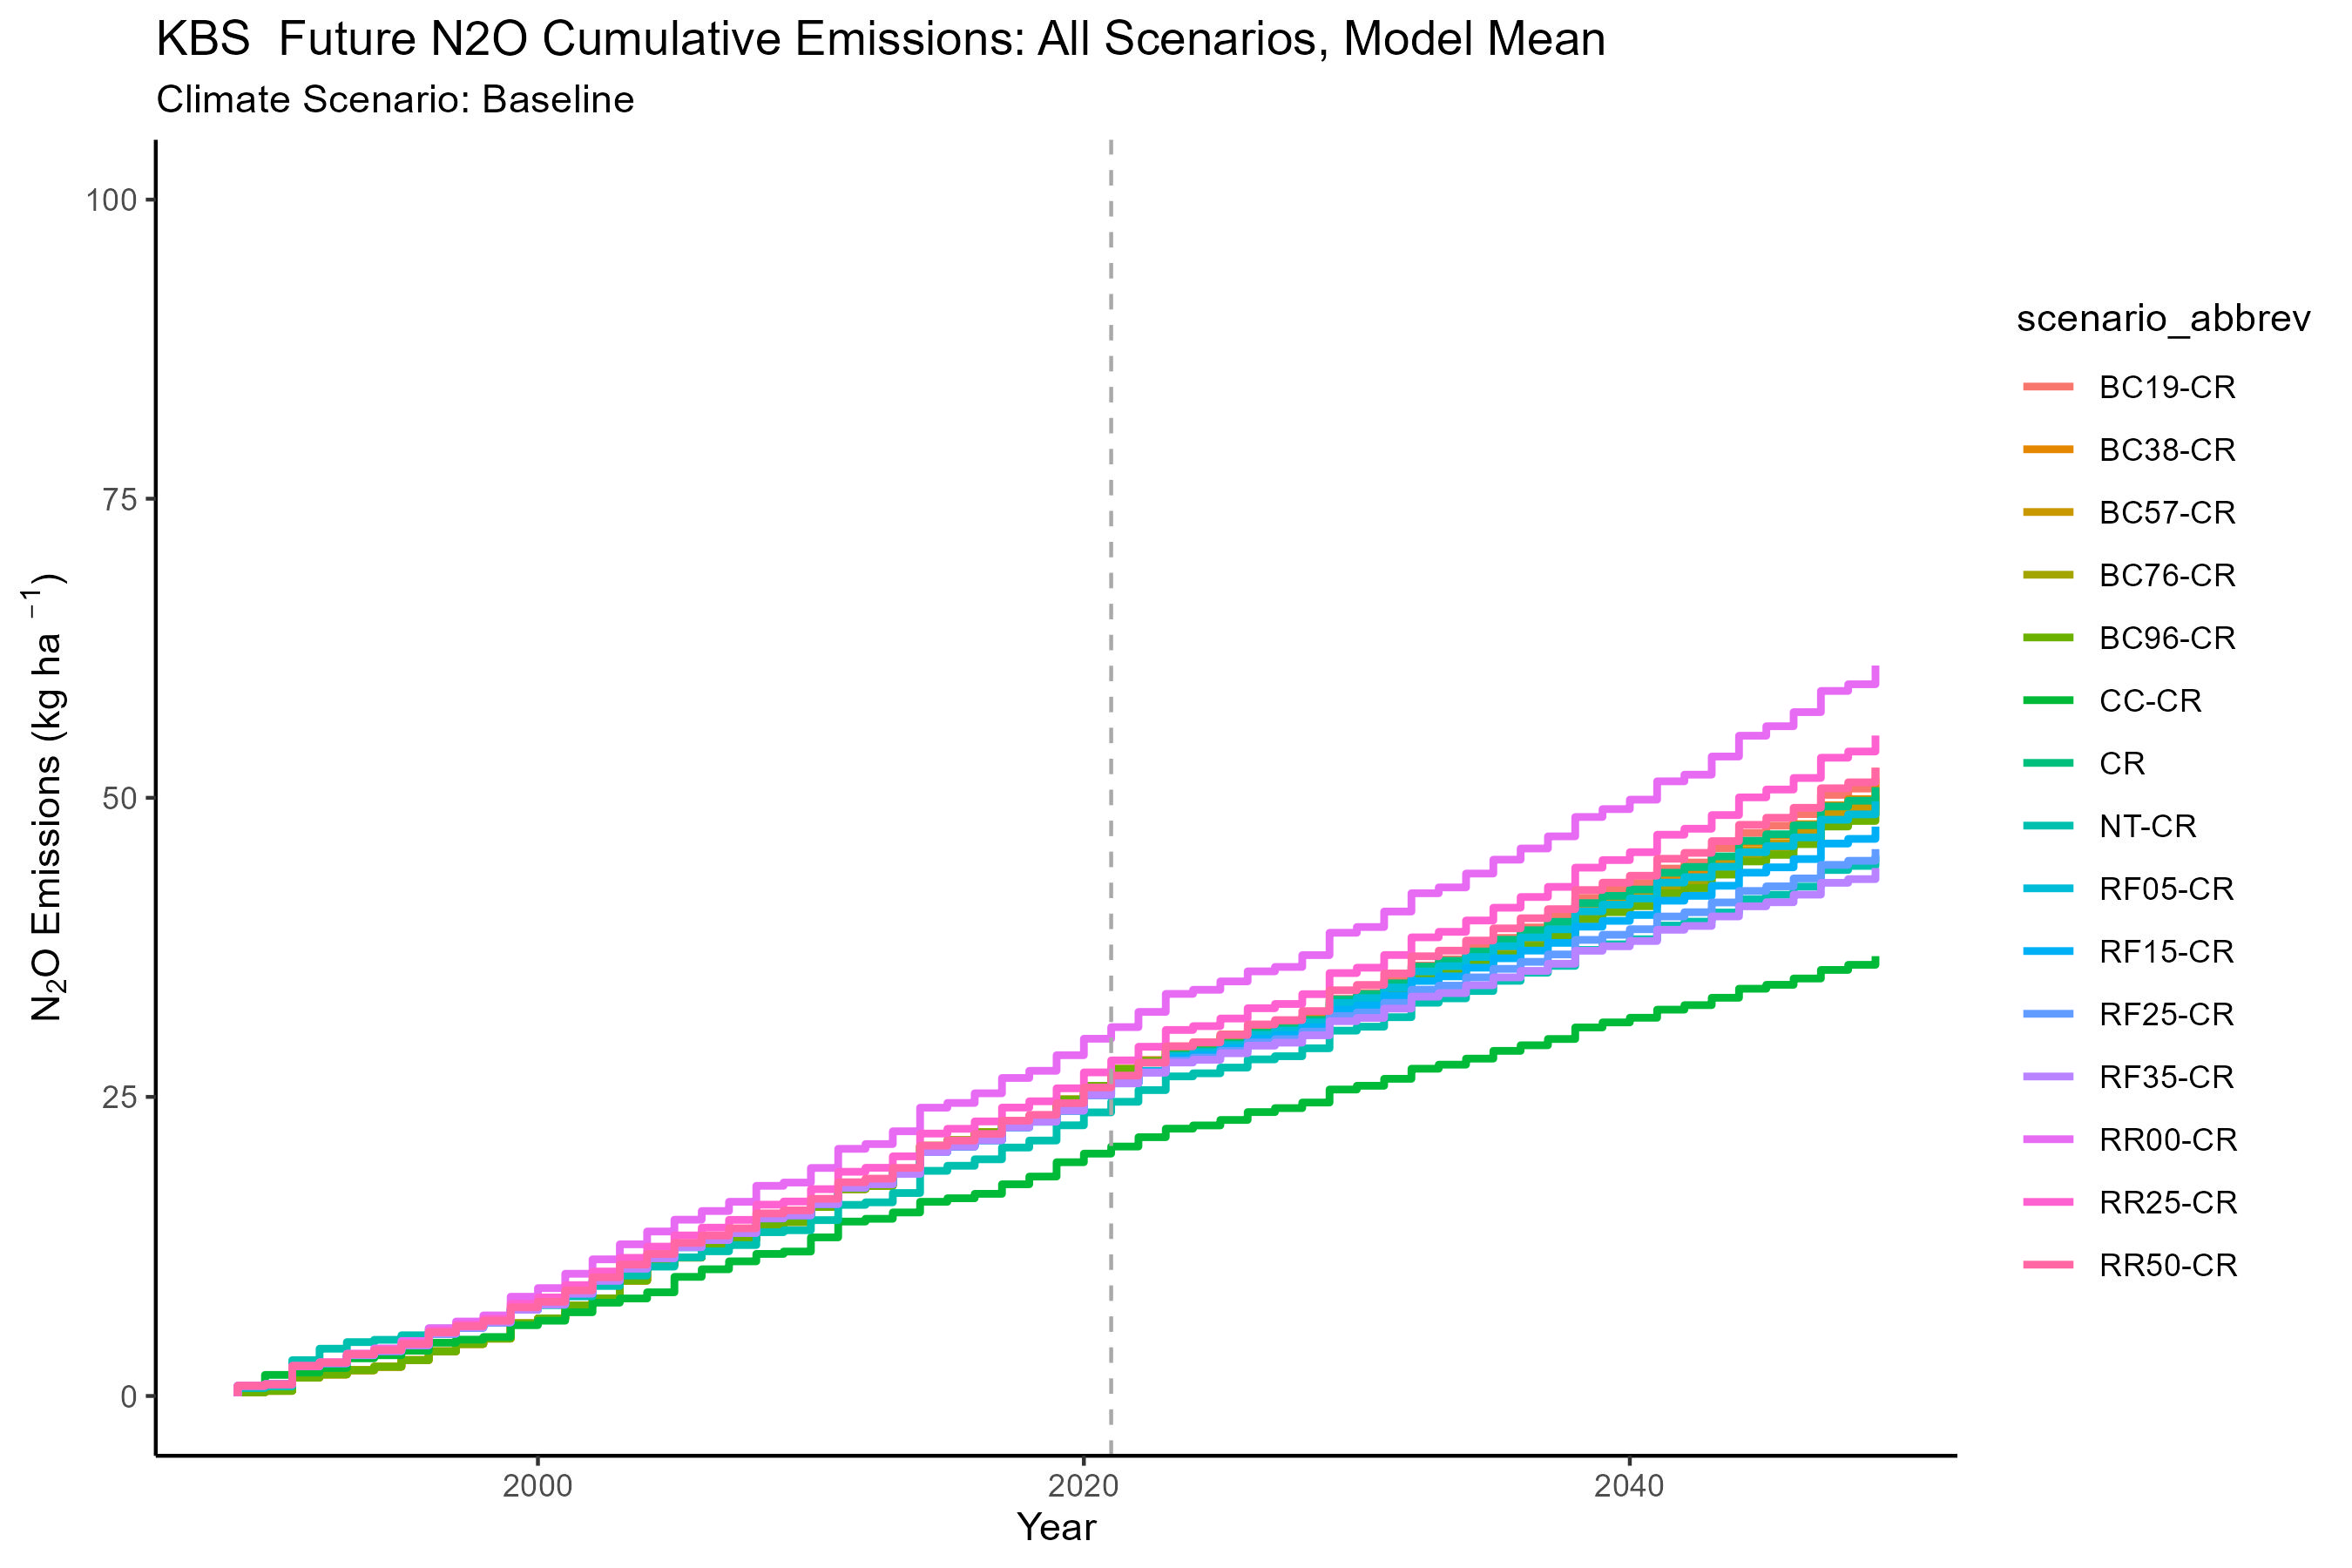 KBS  Future N2O Cumulative Emissions: All Scenarios, Model Mean
Climate Scenario: Baseline
N₂O Emissions (kg ha ⁻¹)
100
75
50
25
0
2000
2020
2040
Year
scenario_abbrev
BC19-CR
BC38-CR
BC57-CR
BC76-CR
BC96-CR
CC-CR
CR
NT-CR
RF05-CR
RF15-CR
RF25-CR
RF35-CR
RR00-CR
RR25-CR
RR50-CR